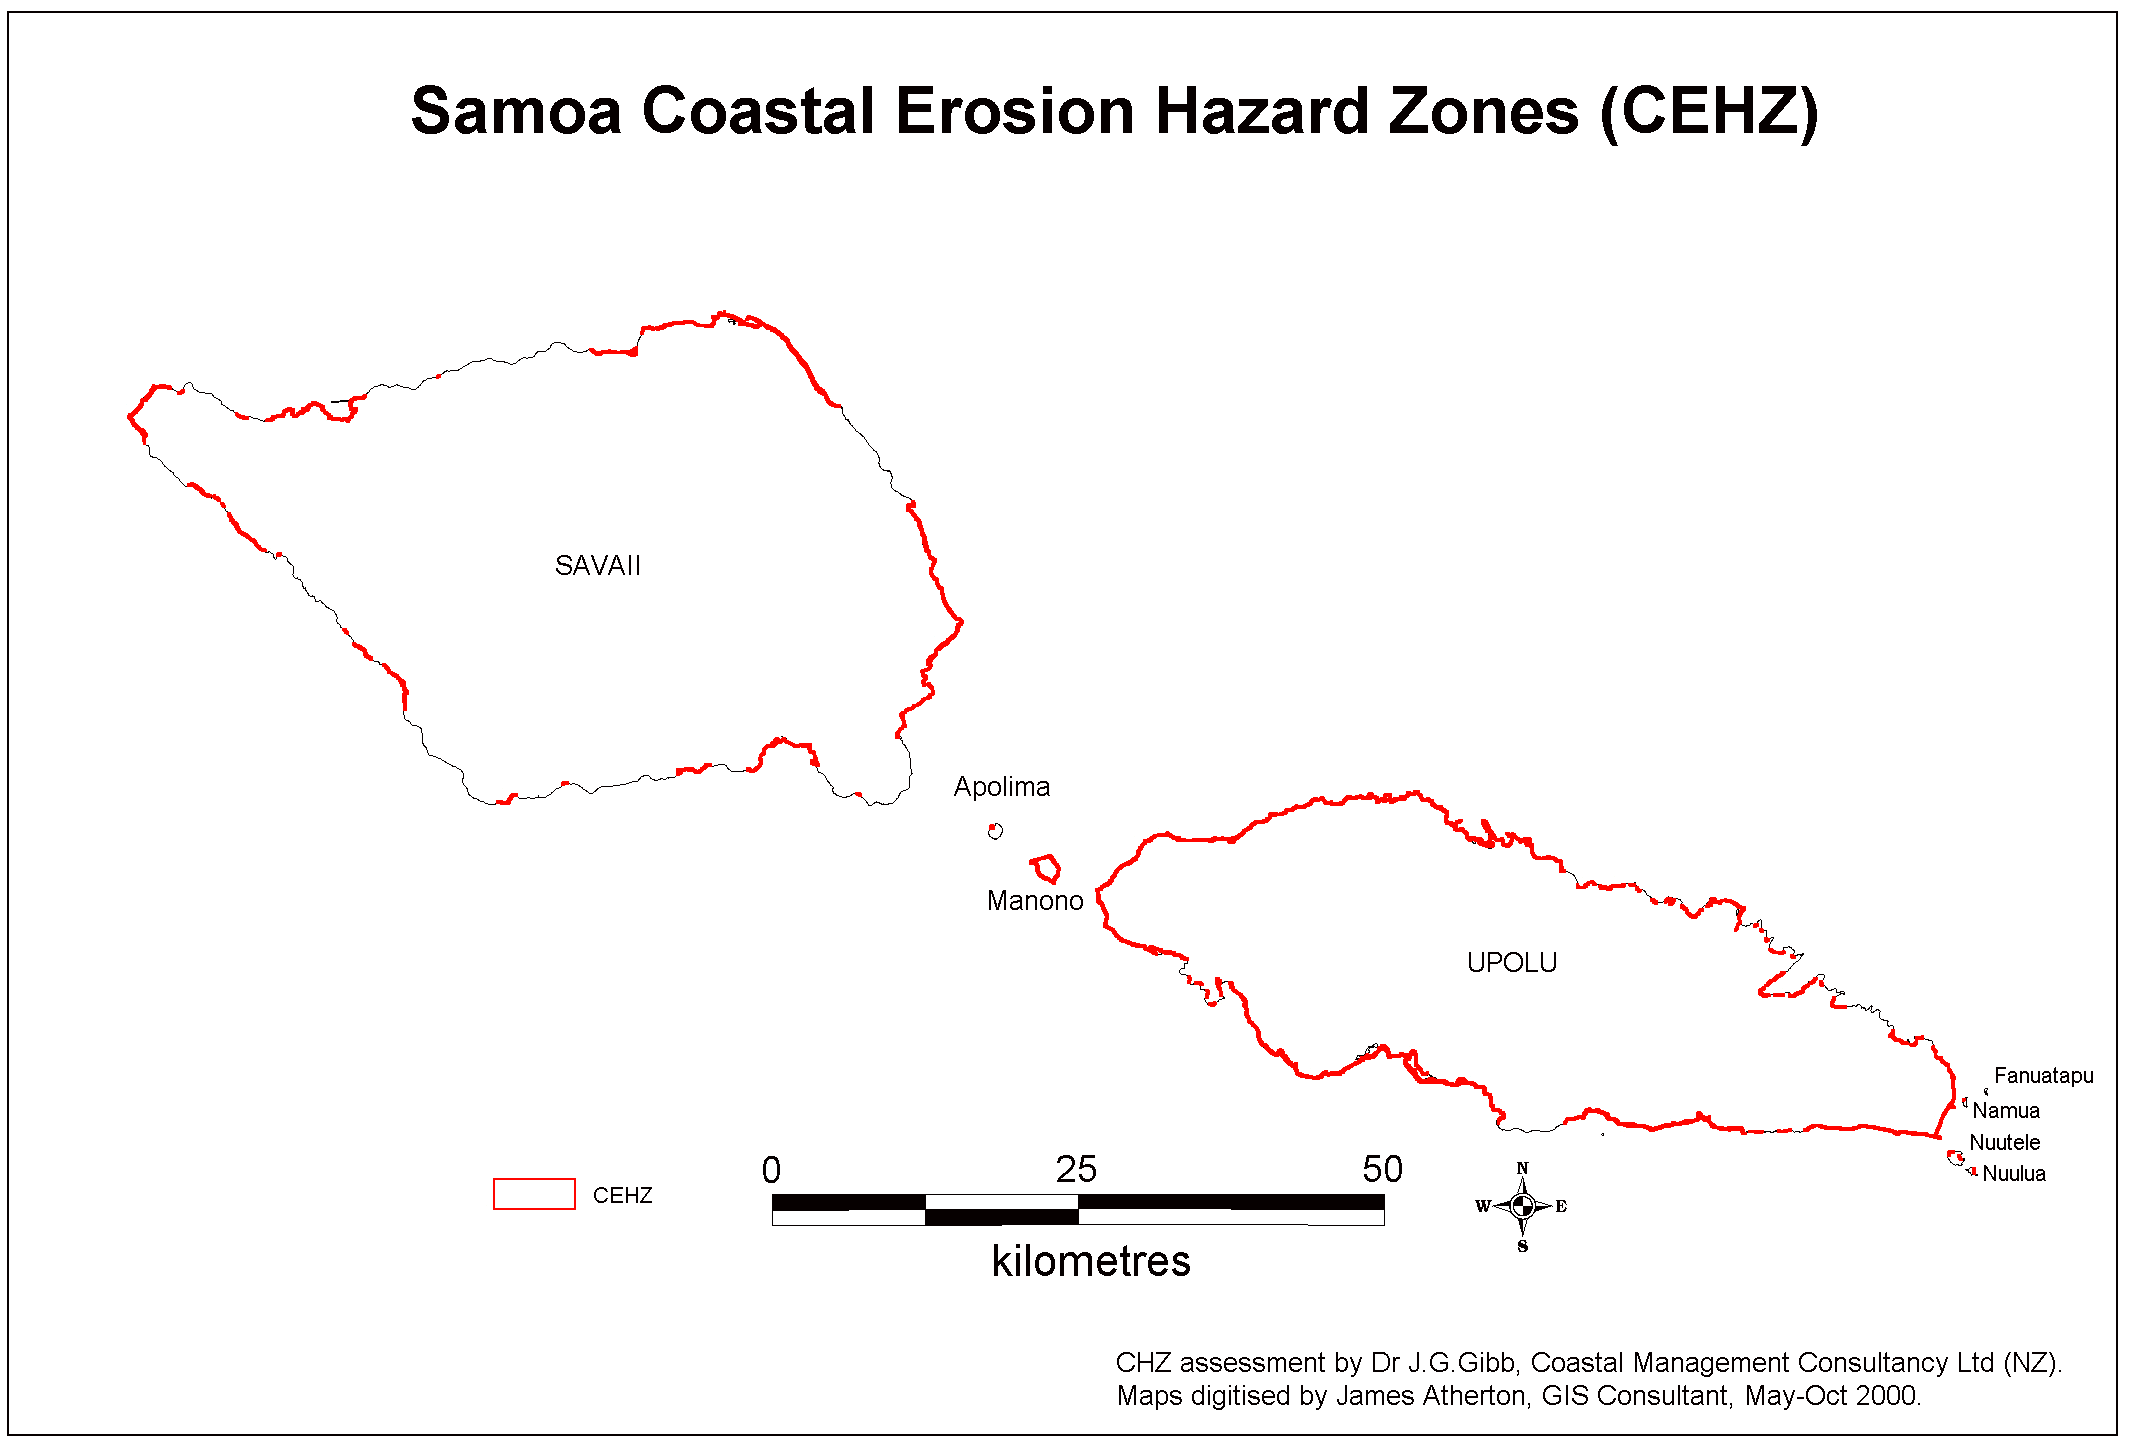 Samoa Coastal Erosion Hazard Zones (CEHZ)
SAVAII
Apolima
Manono
UPOLU
Fanuatapu
Namua
Nuutele
Nuulua
CEHZ
0 25 50
kilometres
N
W E
S
CHZ assessment by Dr J.G.Gibb, Coastal Management Consultancy Ltd (NZ).
Maps digitised by James Atherton, GIS Consultant, May-Oct 2000.